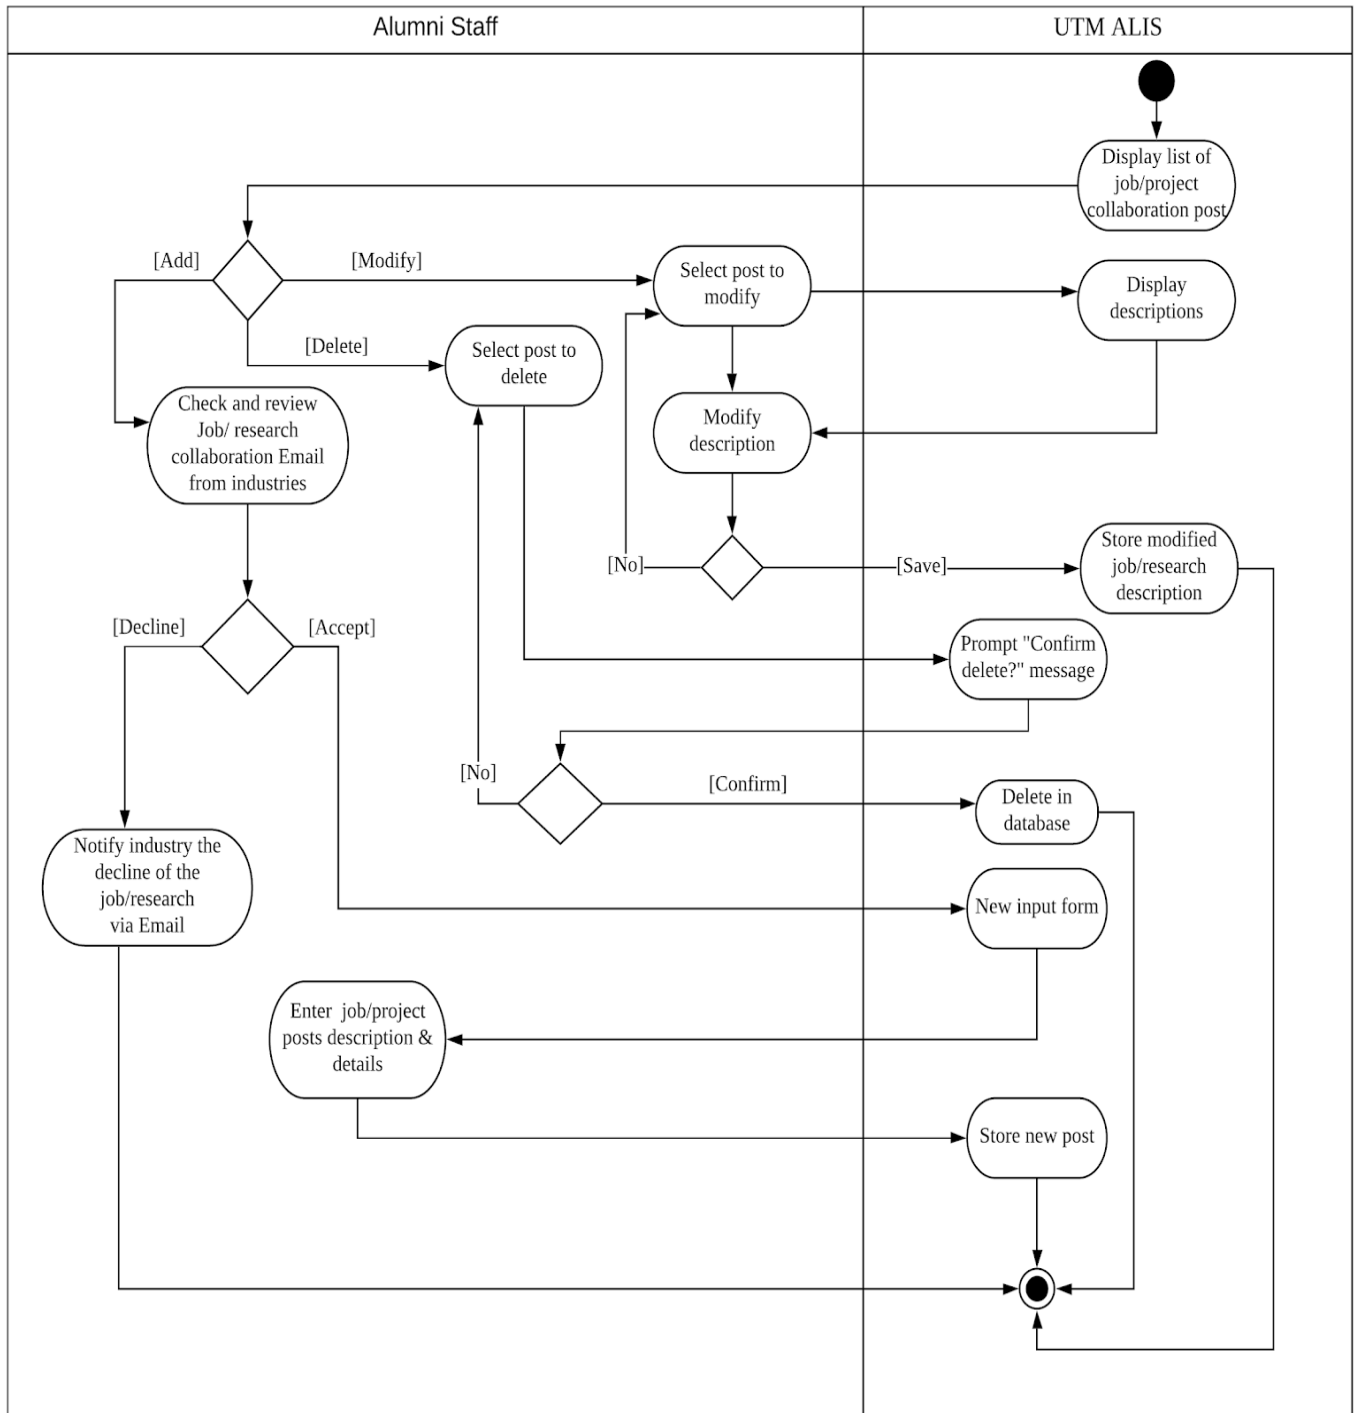 Alumni Staff
UTM ALIS
Display list of
job/project
collaboration post
[Add]
[Modify]
Select post to
modify
Display
descriptions
[Delete]
Select post to
delete
Check and review
Job/ research
collaboration Email
from industries
Modify
description
[No]
[Save]
Store modified
job/research
description
[Decline]
[Accept]
Prompt "Confirm
delete?" message
[No]
[Confirm]
Delete in
database
Notify industry the
decline of the
job/research
via Email
New input form
Enter  job/project
posts description &
details
Store new post